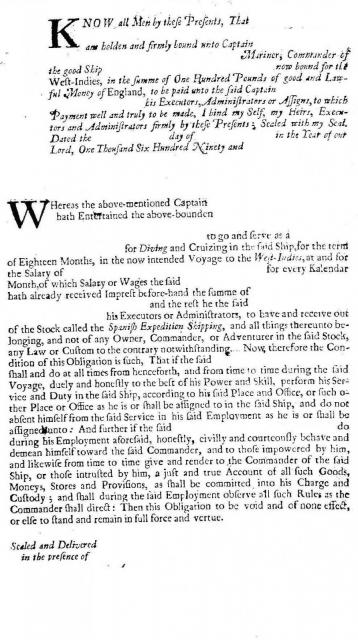 KNOW all Men by theſe Preſents, That
am holden and firmly bound unto Captain
Mariner, Commander of
the good Ship now bound for the
Weſt-Indies, in the ſumme of One Hundred Pounds of good and Law-
ful Money of England, to be paid unto the ſaid Captain
his Executors, Adminiſtrators or Aſſigns, to which
Payment well and truly to be made, I bind my Self, my Heirs, Execu-
tors and Adminiſtrators firmly by theſe Preſents; Sealed with my Seal.
Dated the day of in the Year of our
Lord, One Thouſand Six Hundred Ninety and
WHereas the above-mentioned Captain
hath Entertained the above-bounden
to go and ſerve as a
for Diving and Cruizing in the ſaid Ship, for the term
of Eighteen Months, in the now intended Voyage to the Weſt-Indies, at and for
the Salary of for every Kalendar
Month, of which Salary or Wages the ſaid
hath already received Impreſt before-hand the ſumme of
and the reſt he the ſaid
his Executors or Adminiſtrators, to have and receive out
of the Stock called the Spaniſh Expedition Shipping, and all things thereunto be-
longing, and not of any Owner, Commander, or Adventurer in the ſaid Stock,
any Law or Cuſtom to the contrary notwithſtanding. Now, therefore the Con-
dition of this Obligation is ſuch, That if the ſaid
ſhall and do at all times from henceforth, and from time to time during the ſaid
Voyage, duely and honeſtly to the beſt of his Power and Skill, perform his Ser-
vice and Duty in the ſaid Ship, according to his ſaid Place and Office, or ſuch o-
ther Place or Office as he is or ſhall be aſſigned to in the ſaid Ship, and do not
abſent himſelf from the ſaid Service in his ſaid Employment as he is or ſhall be
aſſigned unto: And further if the ſaid do
during his Employment aforeſaid, honeſtly, civilly and courteouſly behave and
demean himſelf toward the ſaid Commander, and to thoſe impowered by him,
and likewiſe from time to time give and render to the Commander of the ſaid
Ship, or thoſe intruſted by him, a juſt and true Account of all ſuch Goods,
Moneys, Stores and Proviſions, as ſhall be committed into his Charge and
Cuſtody; and ſhall during the ſaid Employment obſerve all ſuch Rules as the
Commander ſhall direct: Then this Obligation to be void and of none effect,
or elſe to ſtand and remain in full force and vertue.
Sealed and Delivered
in the preſence of